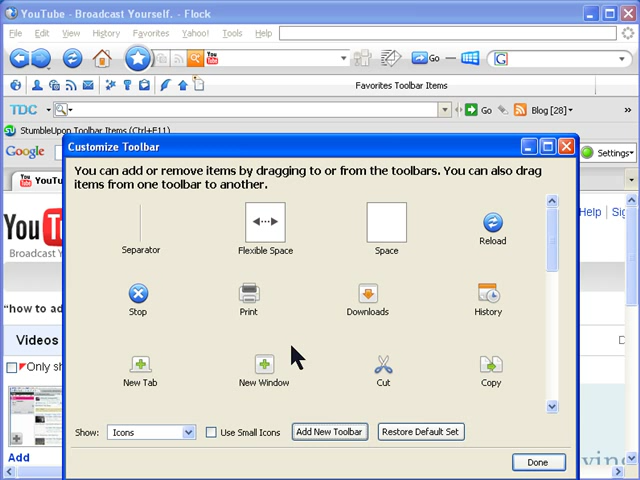 YouTube - Broadcast Yourself. - Flock
File Edit View History Favorites Yahoo! Tools Help
You Tube Go G
Favorites Toolbar Items
TDC Go Blog [28] »
StumbleUpon Toolbar Items (Ctrl+F11)
Google Settings
Customize Toolbar
You can add or remove items by dragging to or from the toolbars. You can also drag
items from one toolbar to another.
Separator Flexible Space Space Reload
Stop Print Downloads History
New Tab New Window Cut Copy
Show: Icons Use Small Icons Add New Toolbar Restore Default Set
Done
YouTu
Help
YouT
Broadcast Y
"how to ad
Videos
Only s
Add
ving